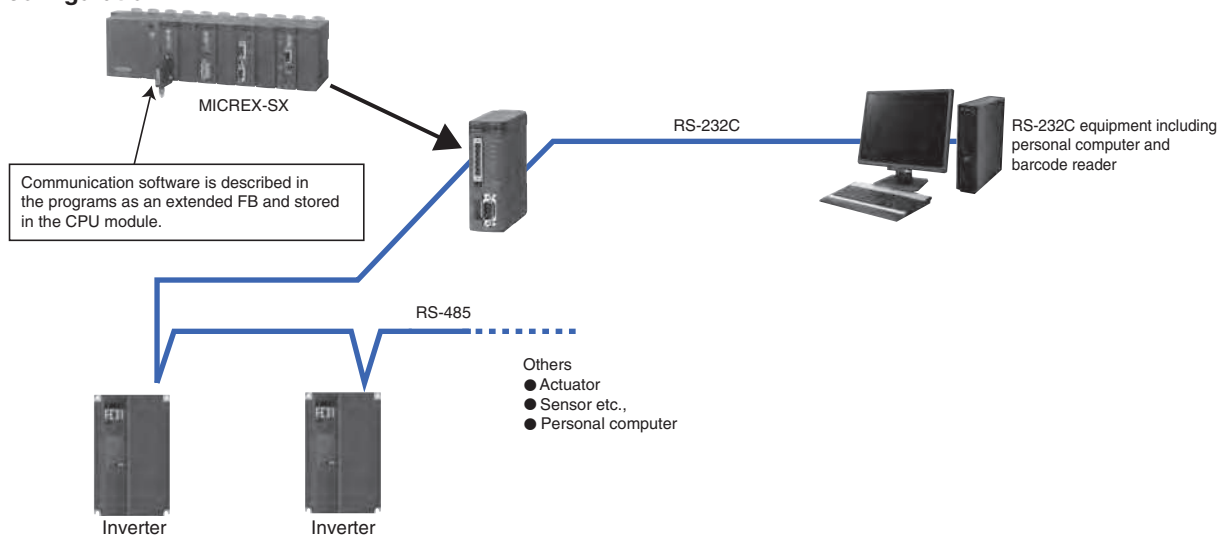 MICREX-SX
Communication software is described in
the programs as an extended FB and stored
in the CPU module.
RS-232C
RS-232C equipment including
personal computer and
barcode reader
RS-485
Others
● Actuator
● Sensor etc.,
● Personal computer
Inverter
Inverter